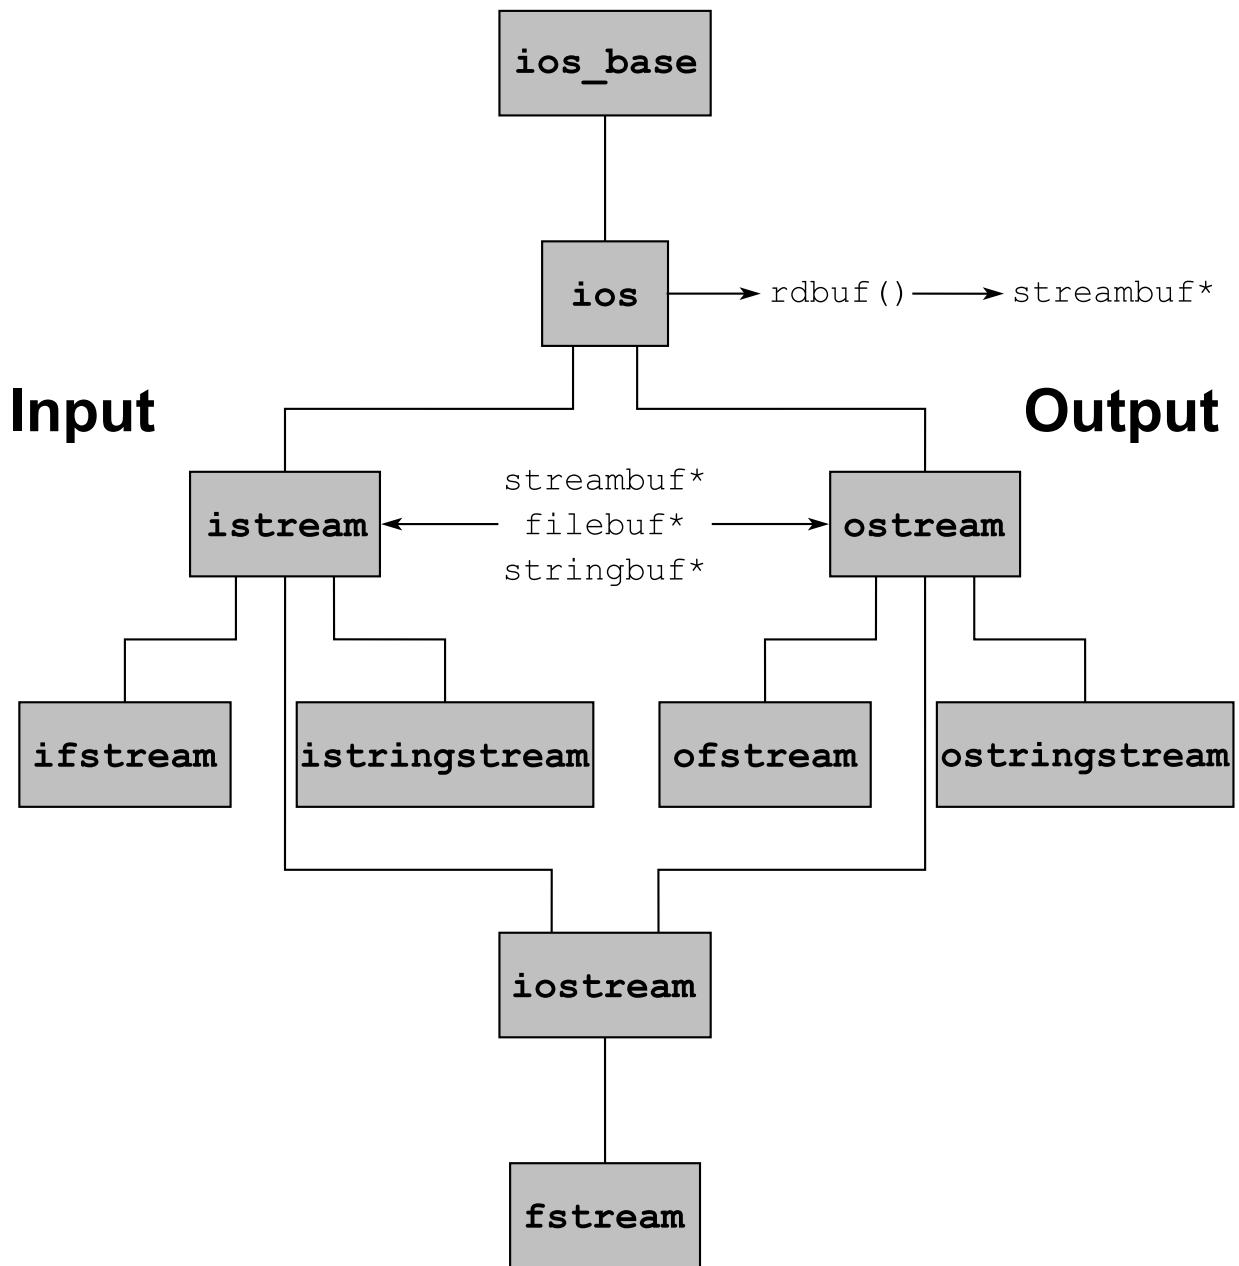 ios_base
ios
rdbuf()
streambuf*
Input
Output
istream
streambuf*
filebuf*
stringbuf*
ostream
ifstream
istringstream
ofstream
ostringstream
iostream
fstream